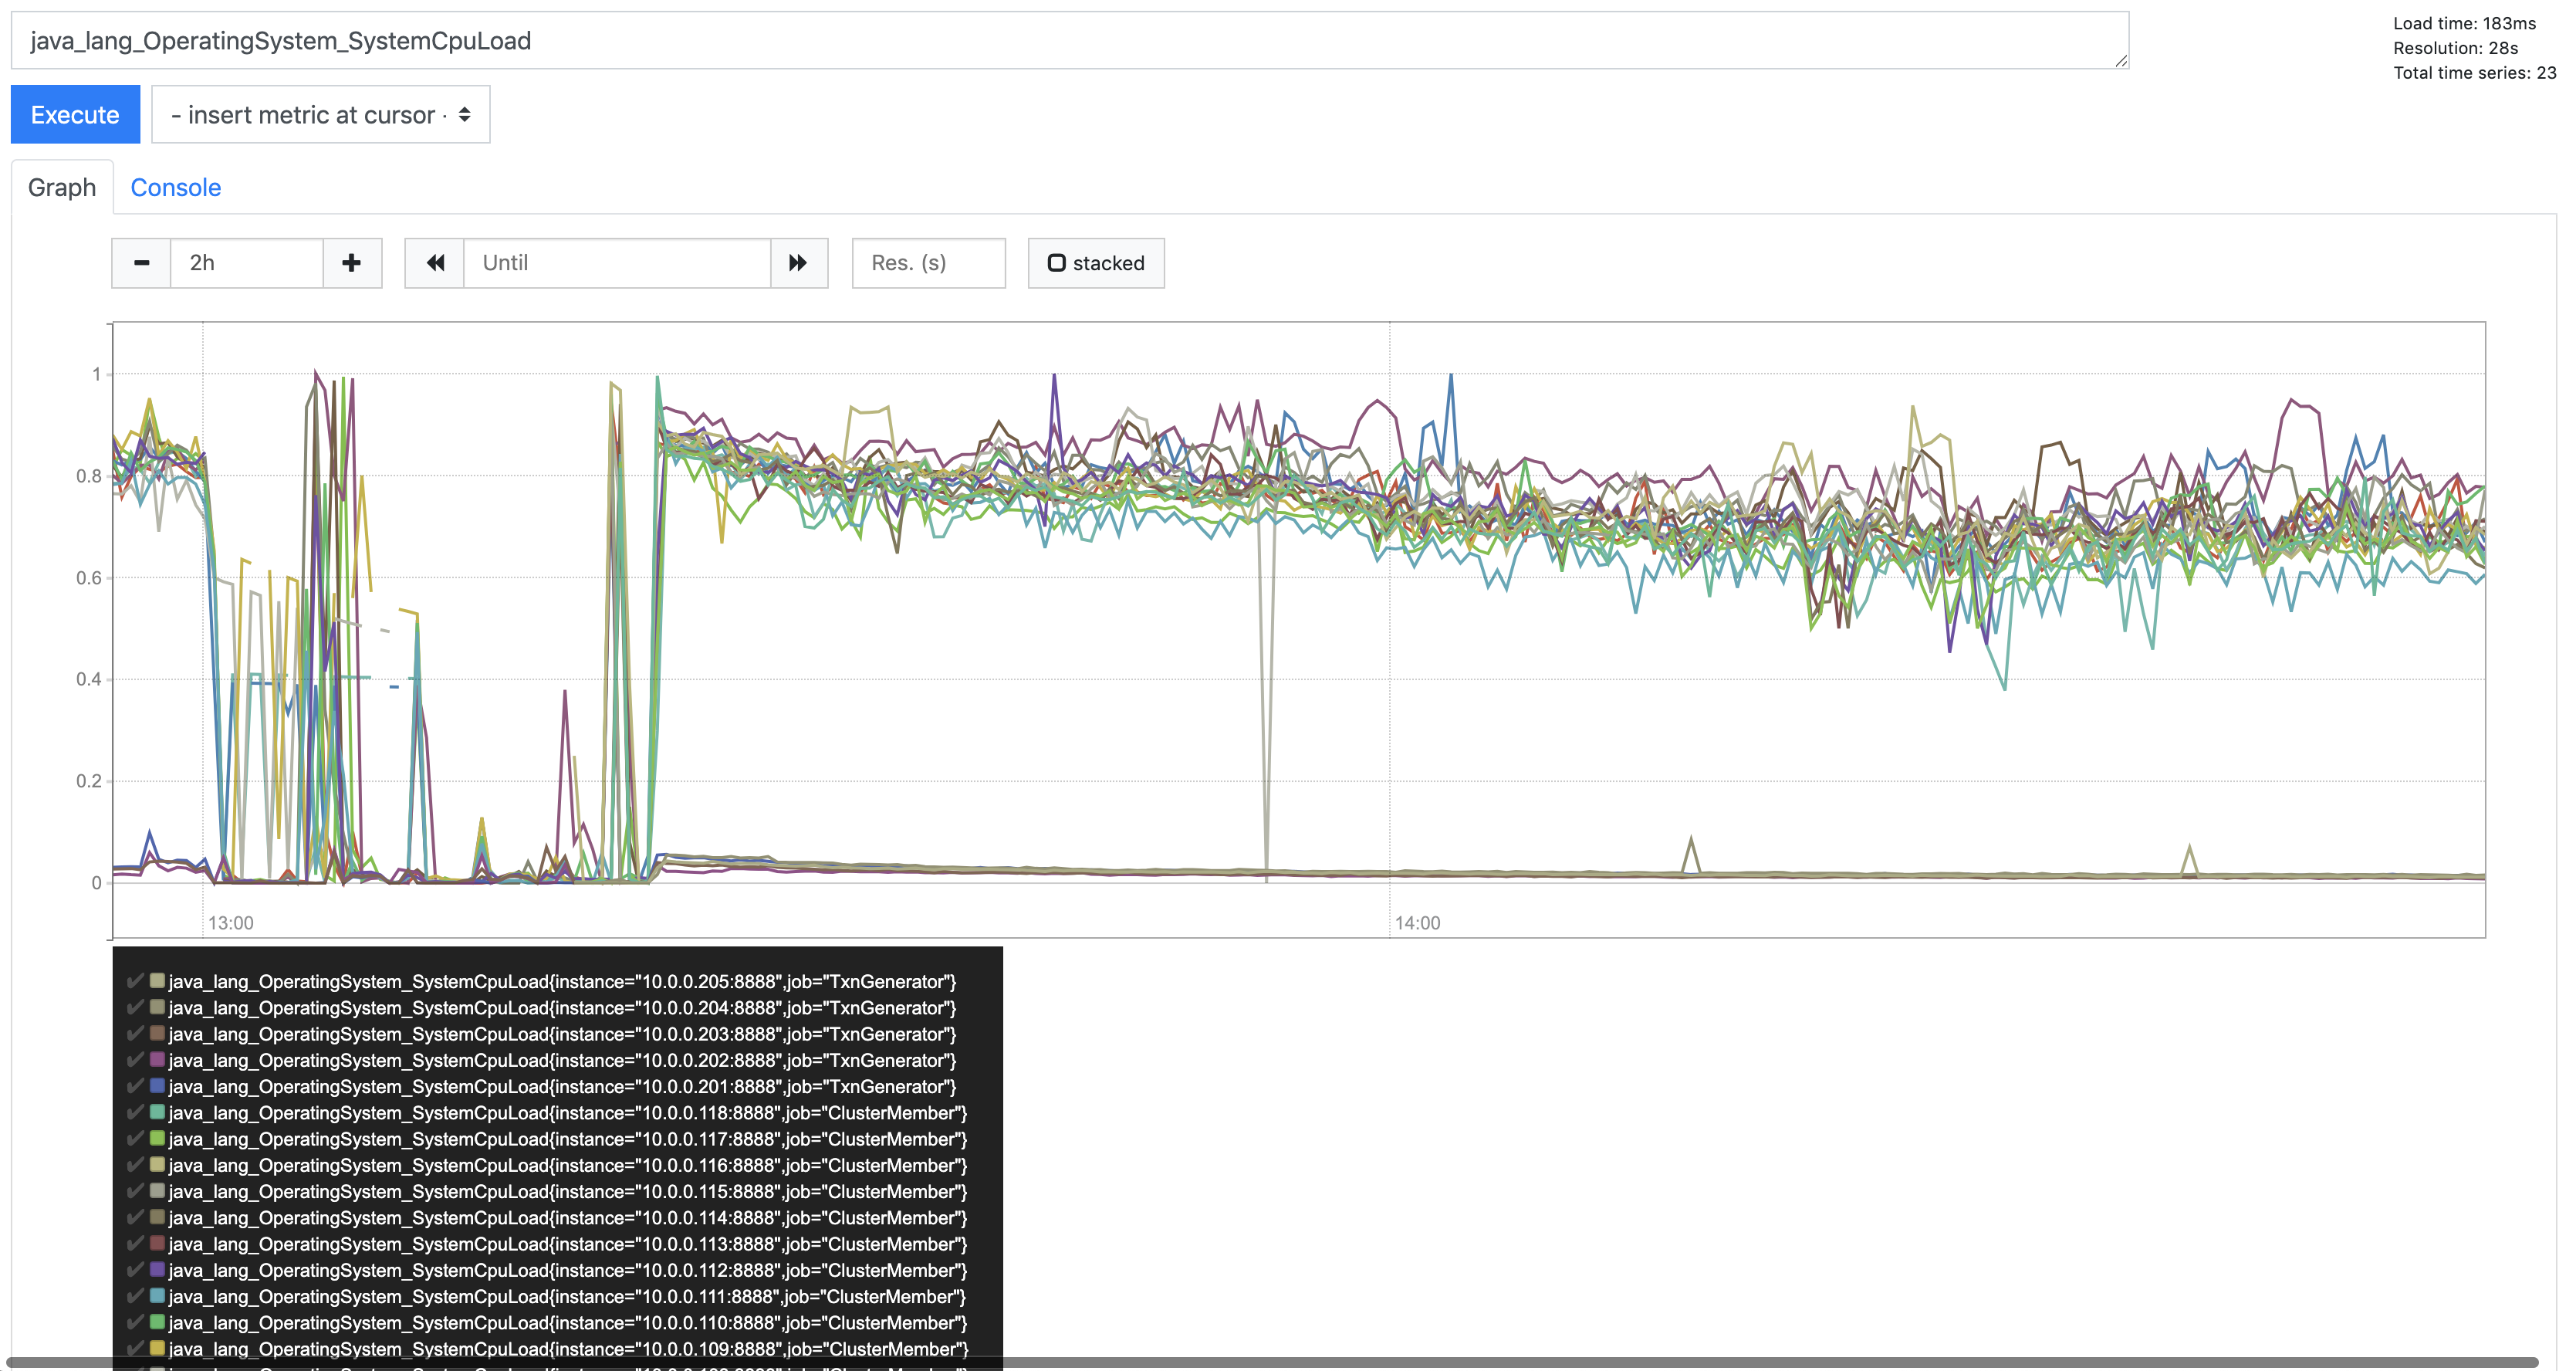 java_lang_OperatingSystem_SystemCpuLoad
Load time: 183ms
Resolution: 28s
Total time series: 23
Execute
- insert metric at cursor -
Graph
Console
2h
Until
Res. (s)
stacked
1
0.8
0.6
0.4
0.2
0
13:00
14:00
java_lang_OperatingSystem_SystemCpuLoad{instance="10.0.0.205:8888",job="TxnGenerator"}
java_lang_OperatingSystem_SystemCpuLoad{instance="10.0.0.204:8888",job="TxnGenerator"}
java_lang_OperatingSystem_SystemCpuLoad{instance="10.0.0.203:8888",job="TxnGenerator"}
java_lang_OperatingSystem_SystemCpuLoad{instance="10.0.0.202:8888",job="TxnGenerator"}
java_lang_OperatingSystem_SystemCpuLoad{instance="10.0.0.201:8888",job="TxnGenerator"}
java_lang_OperatingSystem_SystemCpuLoad{instance="10.0.0.118:8888",job="ClusterMember"}
java_lang_OperatingSystem_SystemCpuLoad{instance="10.0.0.117:8888",job="ClusterMember"}
java_lang_OperatingSystem_SystemCpuLoad{instance="10.0.0.116:8888",job="ClusterMember"}
java_lang_OperatingSystem_SystemCpuLoad{instance="10.0.0.115:8888",job="ClusterMember"}
java_lang_OperatingSystem_SystemCpuLoad{instance="10.0.0.114:8888",job="ClusterMember"}
java_lang_OperatingSystem_SystemCpuLoad{instance="10.0.0.113:8888",job="ClusterMember"}
java_lang_OperatingSystem_SystemCpuLoad{instance="10.0.0.112:8888",job="ClusterMember"}
java_lang_OperatingSystem_SystemCpuLoad{instance="10.0.0.111:8888",job="ClusterMember"}
java_lang_OperatingSystem_SystemCpuLoad{instance="10.0.0.110:8888",job="ClusterMember"}
java_lang_OperatingSystem_SystemCpuLoad{instance="10.0.0.109:8888",job="ClusterMember"}